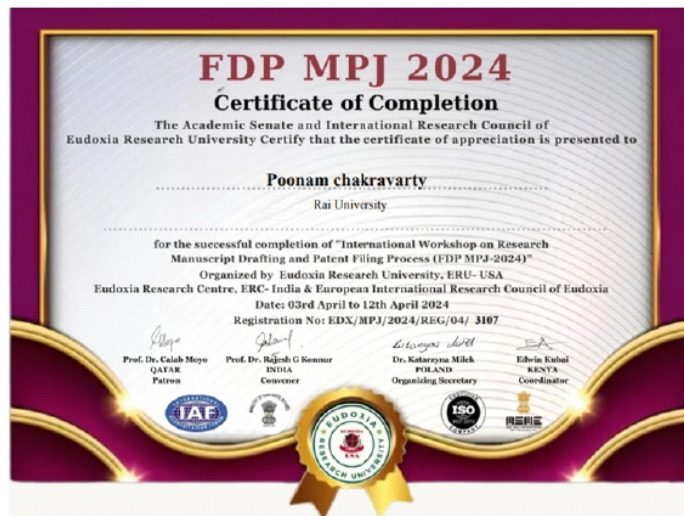 FDP MPJ 2024
Certificate of Completion
The Academic Senate and International Research Council of
Eudoxia Research University Certify that the certificate of appreciation is presented to
Poonam chakravarty
Rai University
for the successful completion of "International Workshop on Research
Manuscript Drafting and Patent Filing Process (FDP MPJ-2024)"
Organized by Eudoxia Research University, ERU- USA
Eudoxia Research Centre, ERC- India & European International Research Council of Eudoxia
Date: 03rd April to 12th April 2024
Registration No: EDX/MPJ/2024/REG/04/ 3107
Prof. Dr. Calab Moyo
QATAR
Patron
Prof. Dr. Rajesh G Konnur
INDIA
Convener
Dr. Katarzyna Milek
POLAND
Organizing Secretary
Edwin Kubai
KENYA
Coordinator
INTERNATIONAL
IAF
CERTIFIED
ISO
COMPANY
EUDOXIA
RESEARCH UNIVERSITY
USA